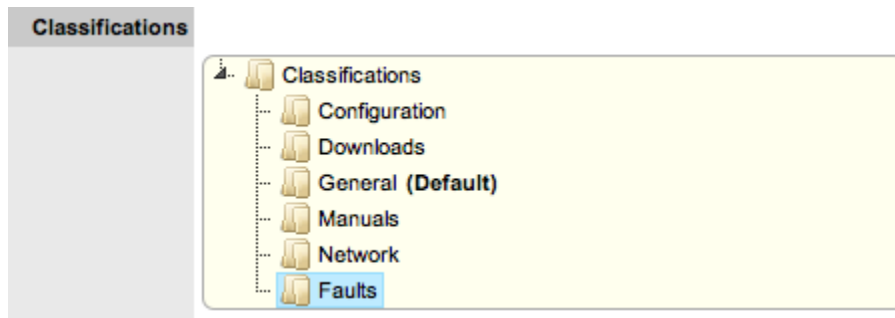 Classifications
Classifications
Configuration
Downloads
General (Default)
Manuals
Network
Faults